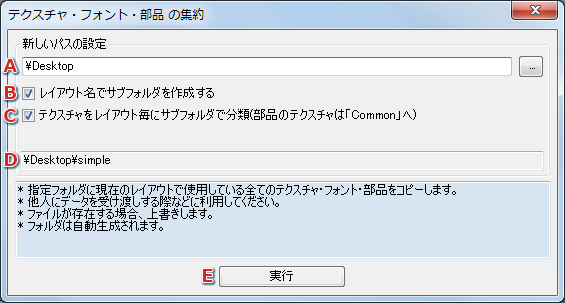 テクスチャ・フォント・部品 の集約
新しいパスの設定
A ¥Desktop ...
B レイアウト名でサブフォルダを作成する
C テクスチャをレイアウト毎にサブフォルダで分類(部品のテクスチャは「Common」へ)
D ¥Desktop¥simple
* 指定フォルダに現在のレイアウトで使用している全てのテクスチャ・フォント・部品をコピーします。
* 他人にデータを受け渡しする際などに利用してください。
* ファイルが存在する場合、上書きします。
* フォルダは自動生成されます。
E 実行